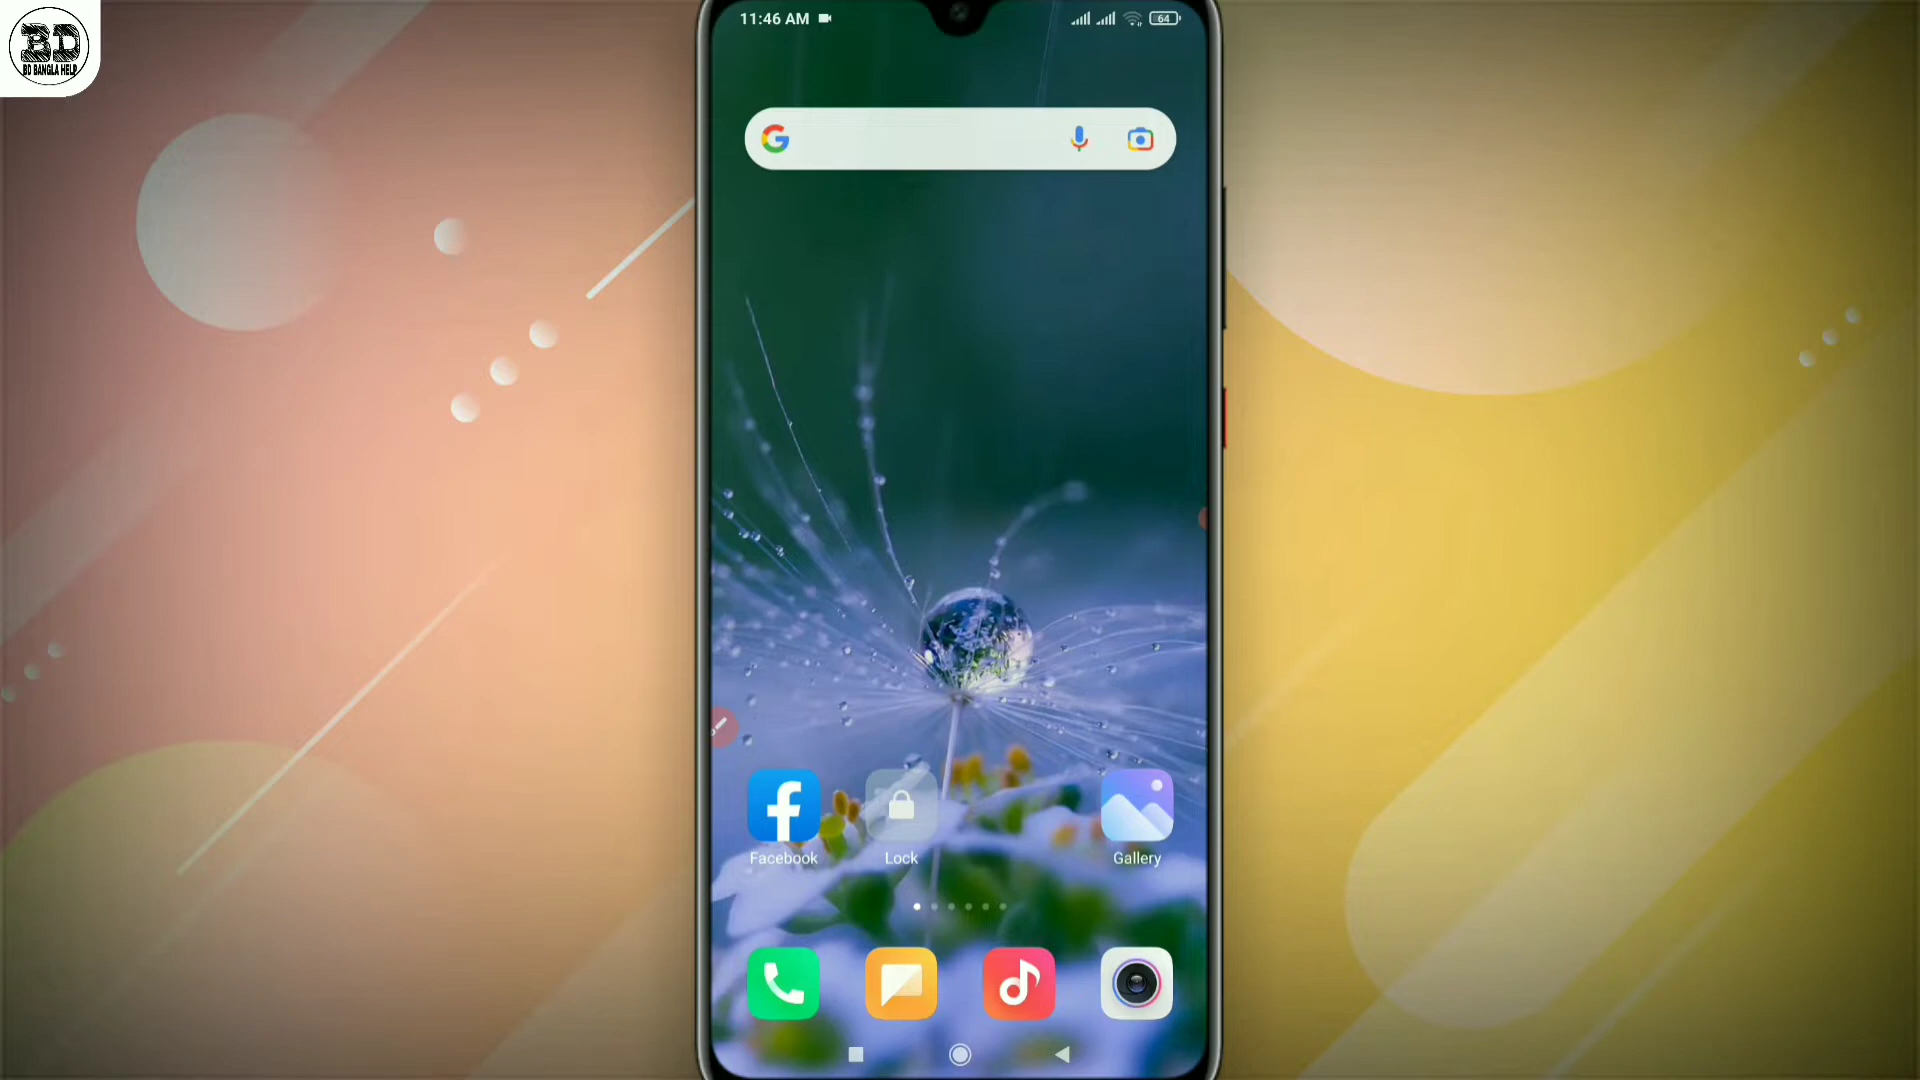 BD
BD BANGLA HELP
11:46 AM
64
G
Facebook
Lock
Gallery